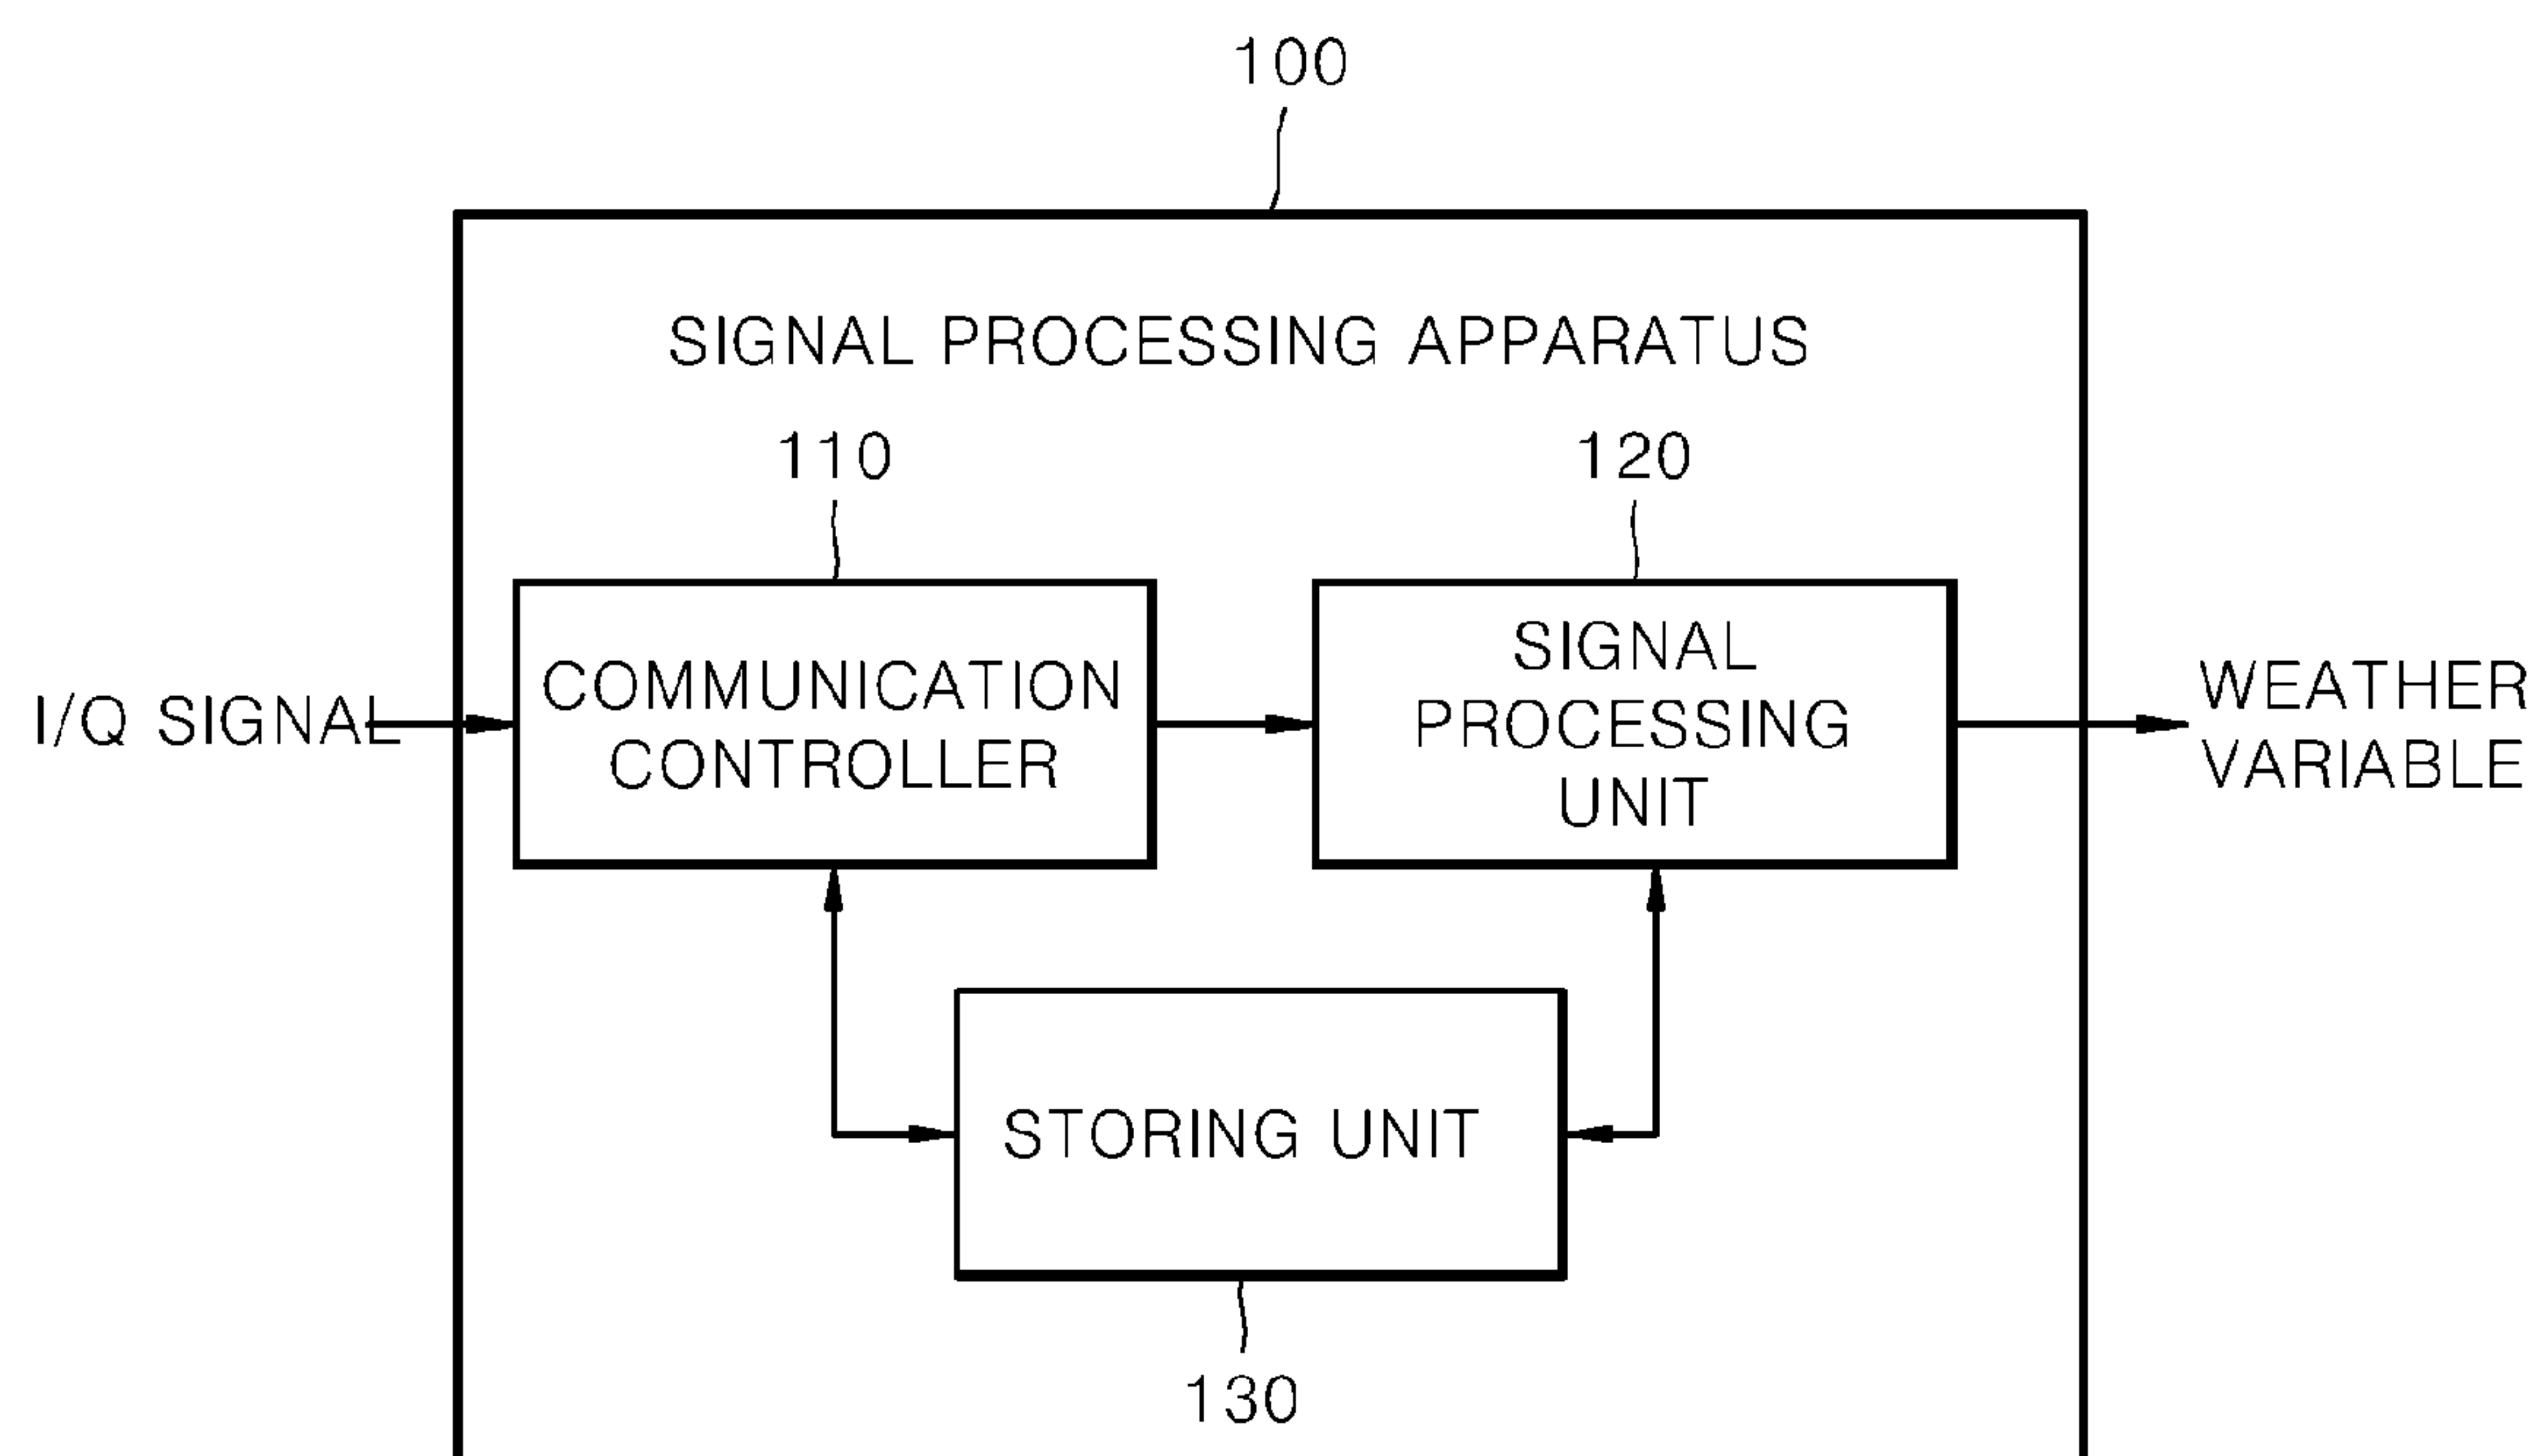 100
SIGNAL PROCESSING APPARATUS
110
120
I/Q SIGNAL
COMMUNICATION
CONTROLLER
SIGNAL
PROCESSING
UNIT
WEATHER
VARIABLE
STORING UNIT
130